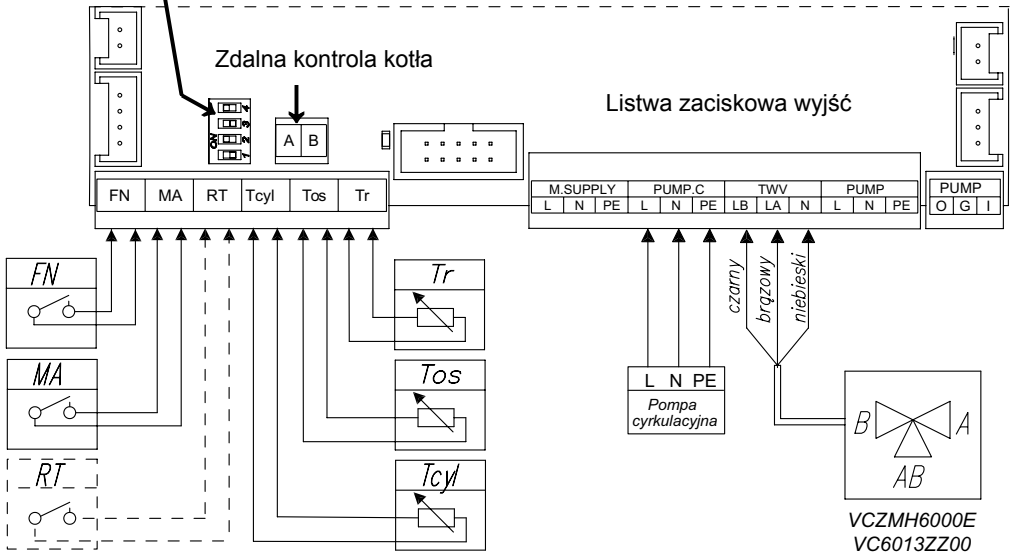 Zdalna kontrola kotła
Listwa zaciskowa wyjść
ON 1 2 3 4
A B
FN MA RT Tcyl Tos Tr
M.SUPPLY PUMP.C TWV PUMP
L N PE L N PE LB LA N L N PE
PUMP
O G I
FN
MA
RT
Tr
Tos
Tcyl
czarny
brązowy
niebieski
L N PE
Pompa
cyrkulacyjna
B A
AB
VCZMH6000E
VC6013ZZ00